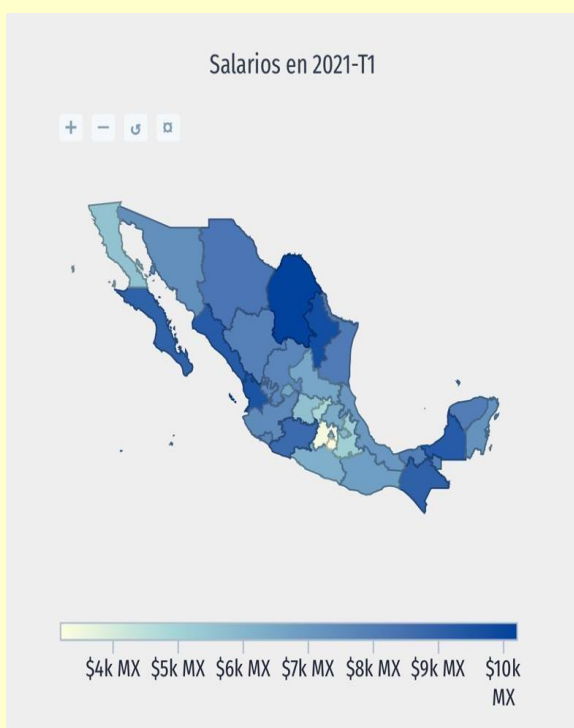 Salarios en 2021-T1
+ − ↺ ¤
$4k MX $5k MX $6k MX $7k MX $8k MX $9k MX $10k
MX